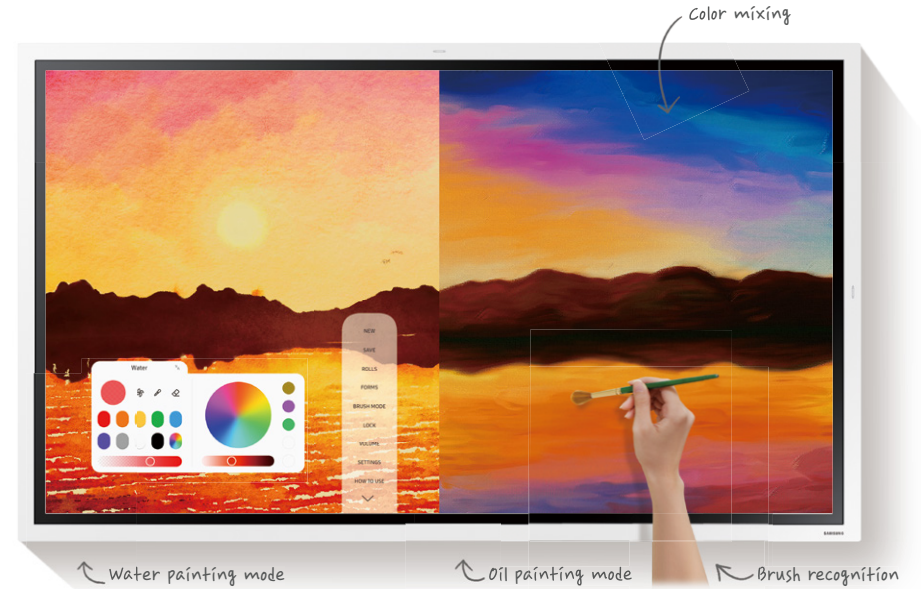 Color mixing
Water
NEW
SAVE
ROLLS
FORMS
BRUSH MODE
LOCK
VOLUME
SETTINGS
HOW TO USE
SAMSUNG
Water painting mode
Oil painting mode
Brush recognition